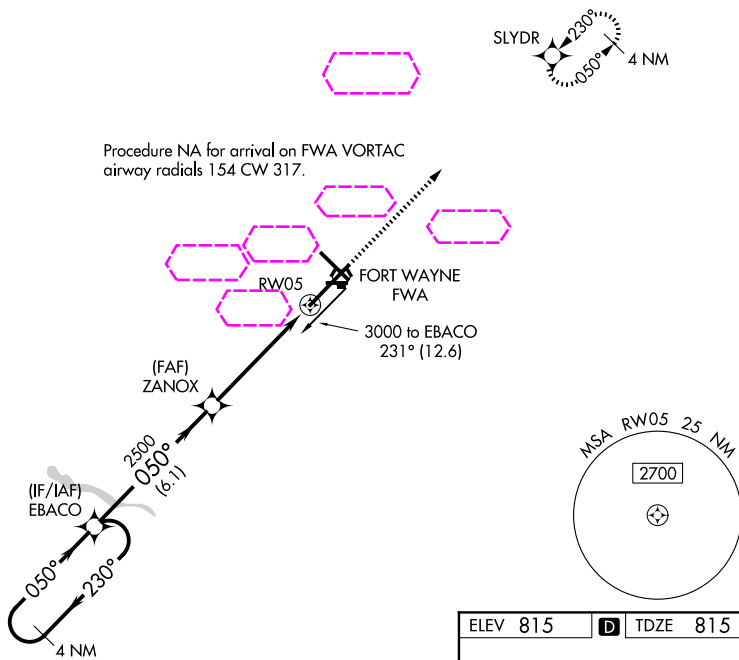 SLYDR
230°
050°
4 NM
Procedure NA for arrival on FWA VORTAC
airway radials 154 CW 317.
RW05
FORT WAYNE
FWA
3000 to EBACO
231° (12.6)
(FAF)
ZANOX
2500
050°
(6.1)
(IF/IAF)
EBACO
050°
230°
4 NM
MSA RW05 25 NM
2700
ELEV 815 D TDZE 815